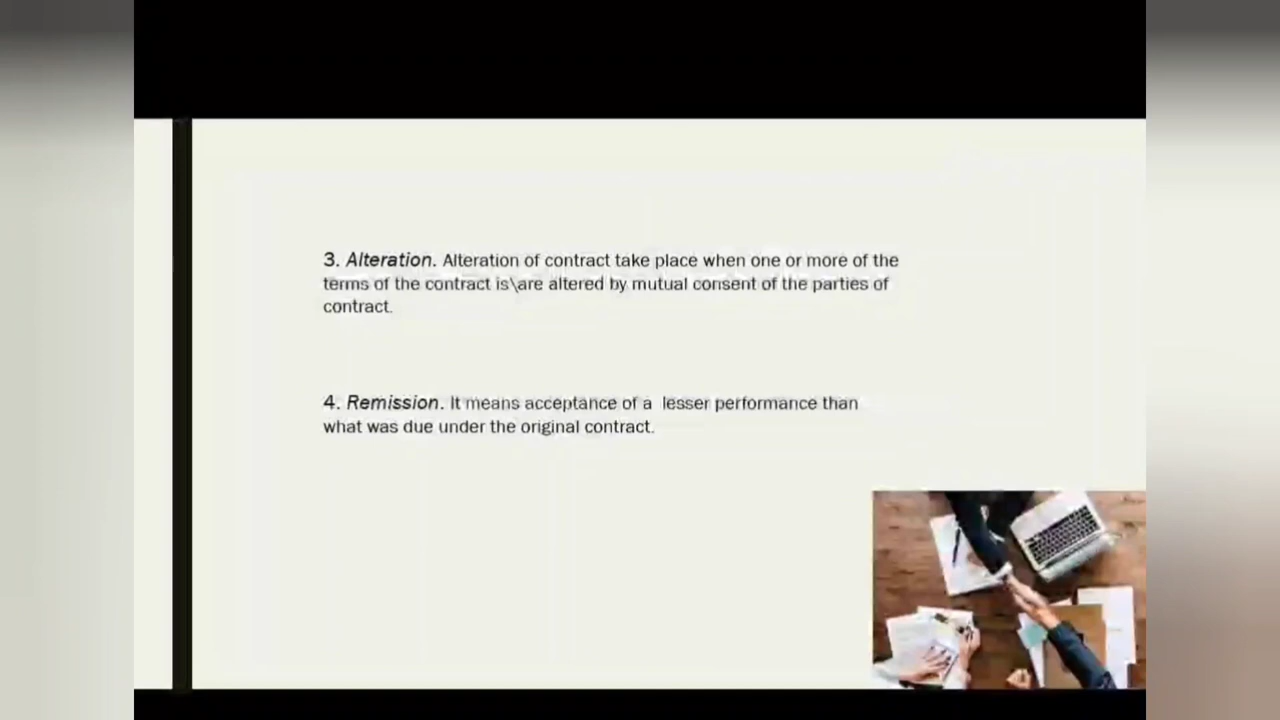 3. Alteration. Alteration of contract take place when one or more of the
terms of the contract is\are altered by mutual consent of the parties of
contract.
4. Remission. It means acceptance of a lesser performance than
what was due under the original contract.